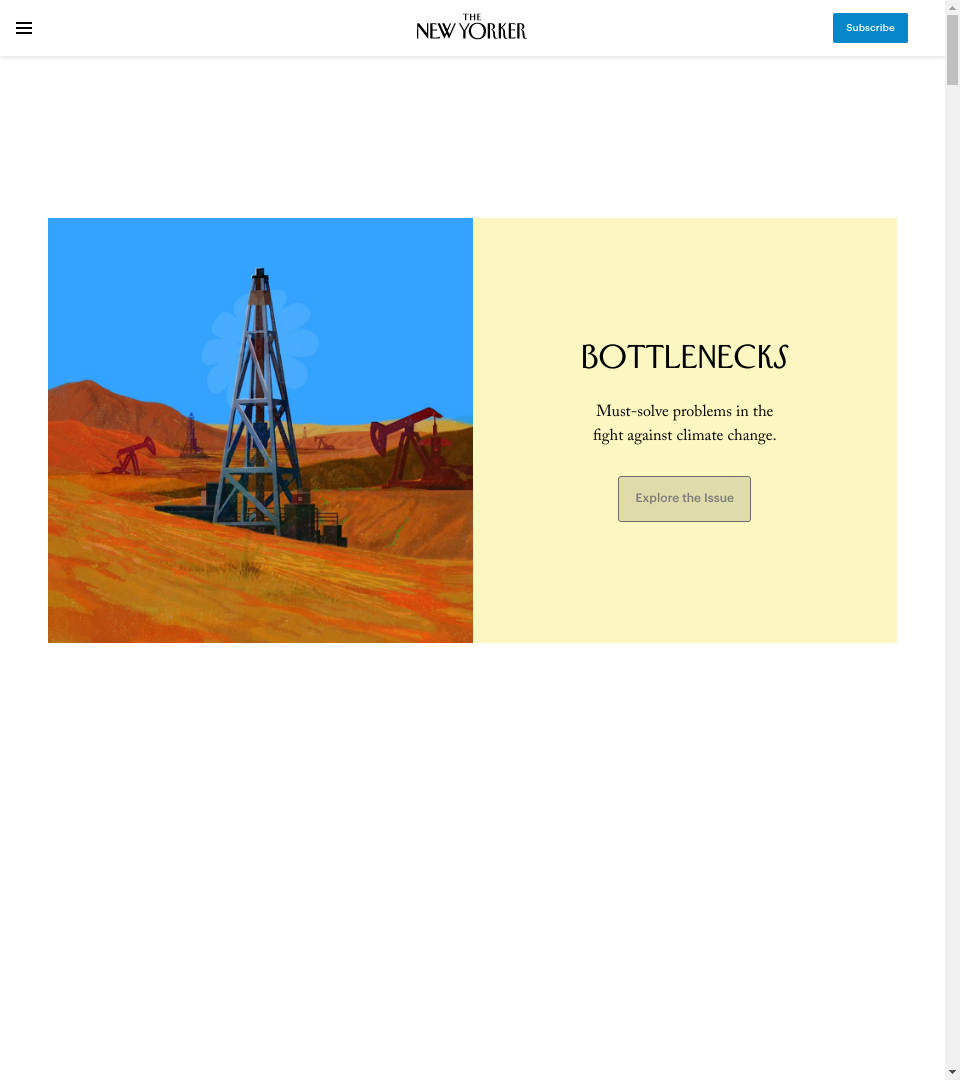 THE
NEW YORKER
Subscribe
BOTTLENECKS
Must-solve problems in the
fight against climate change.
Explore the Issue